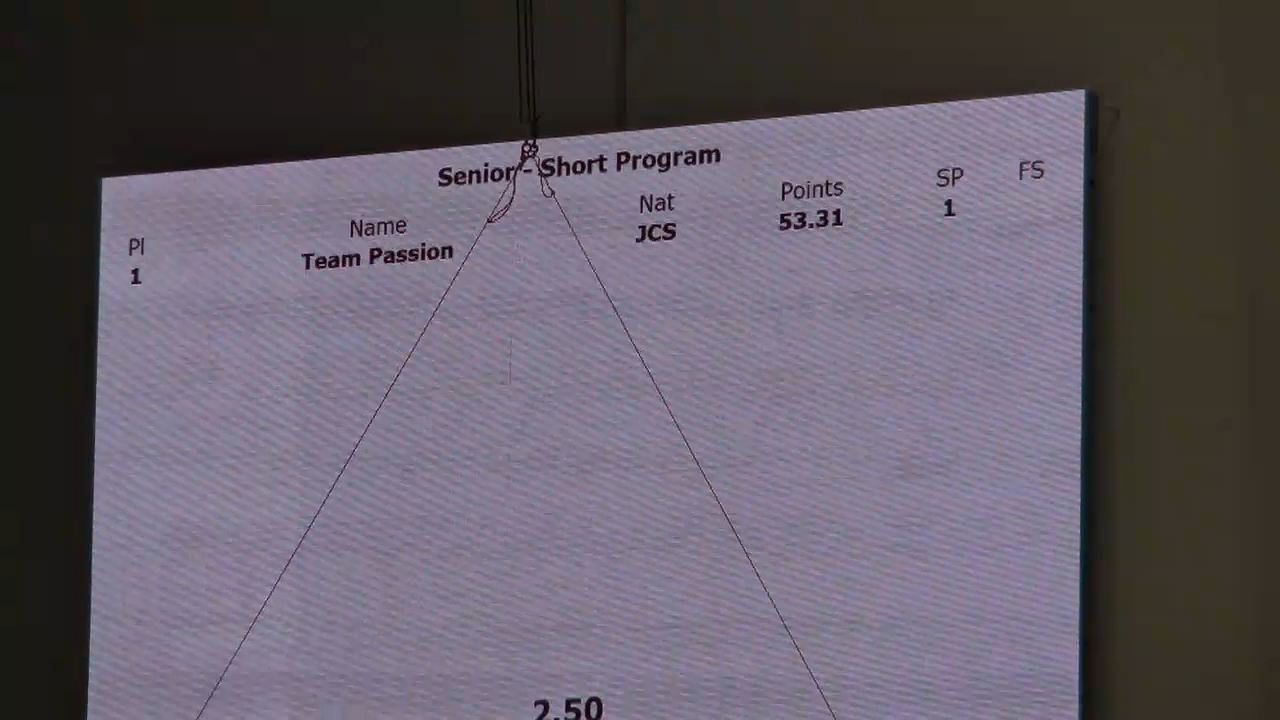 Senior - Short Program
Pl Name Nat Points SP FS
1 Team Passion JCS 53.31 1
2.50